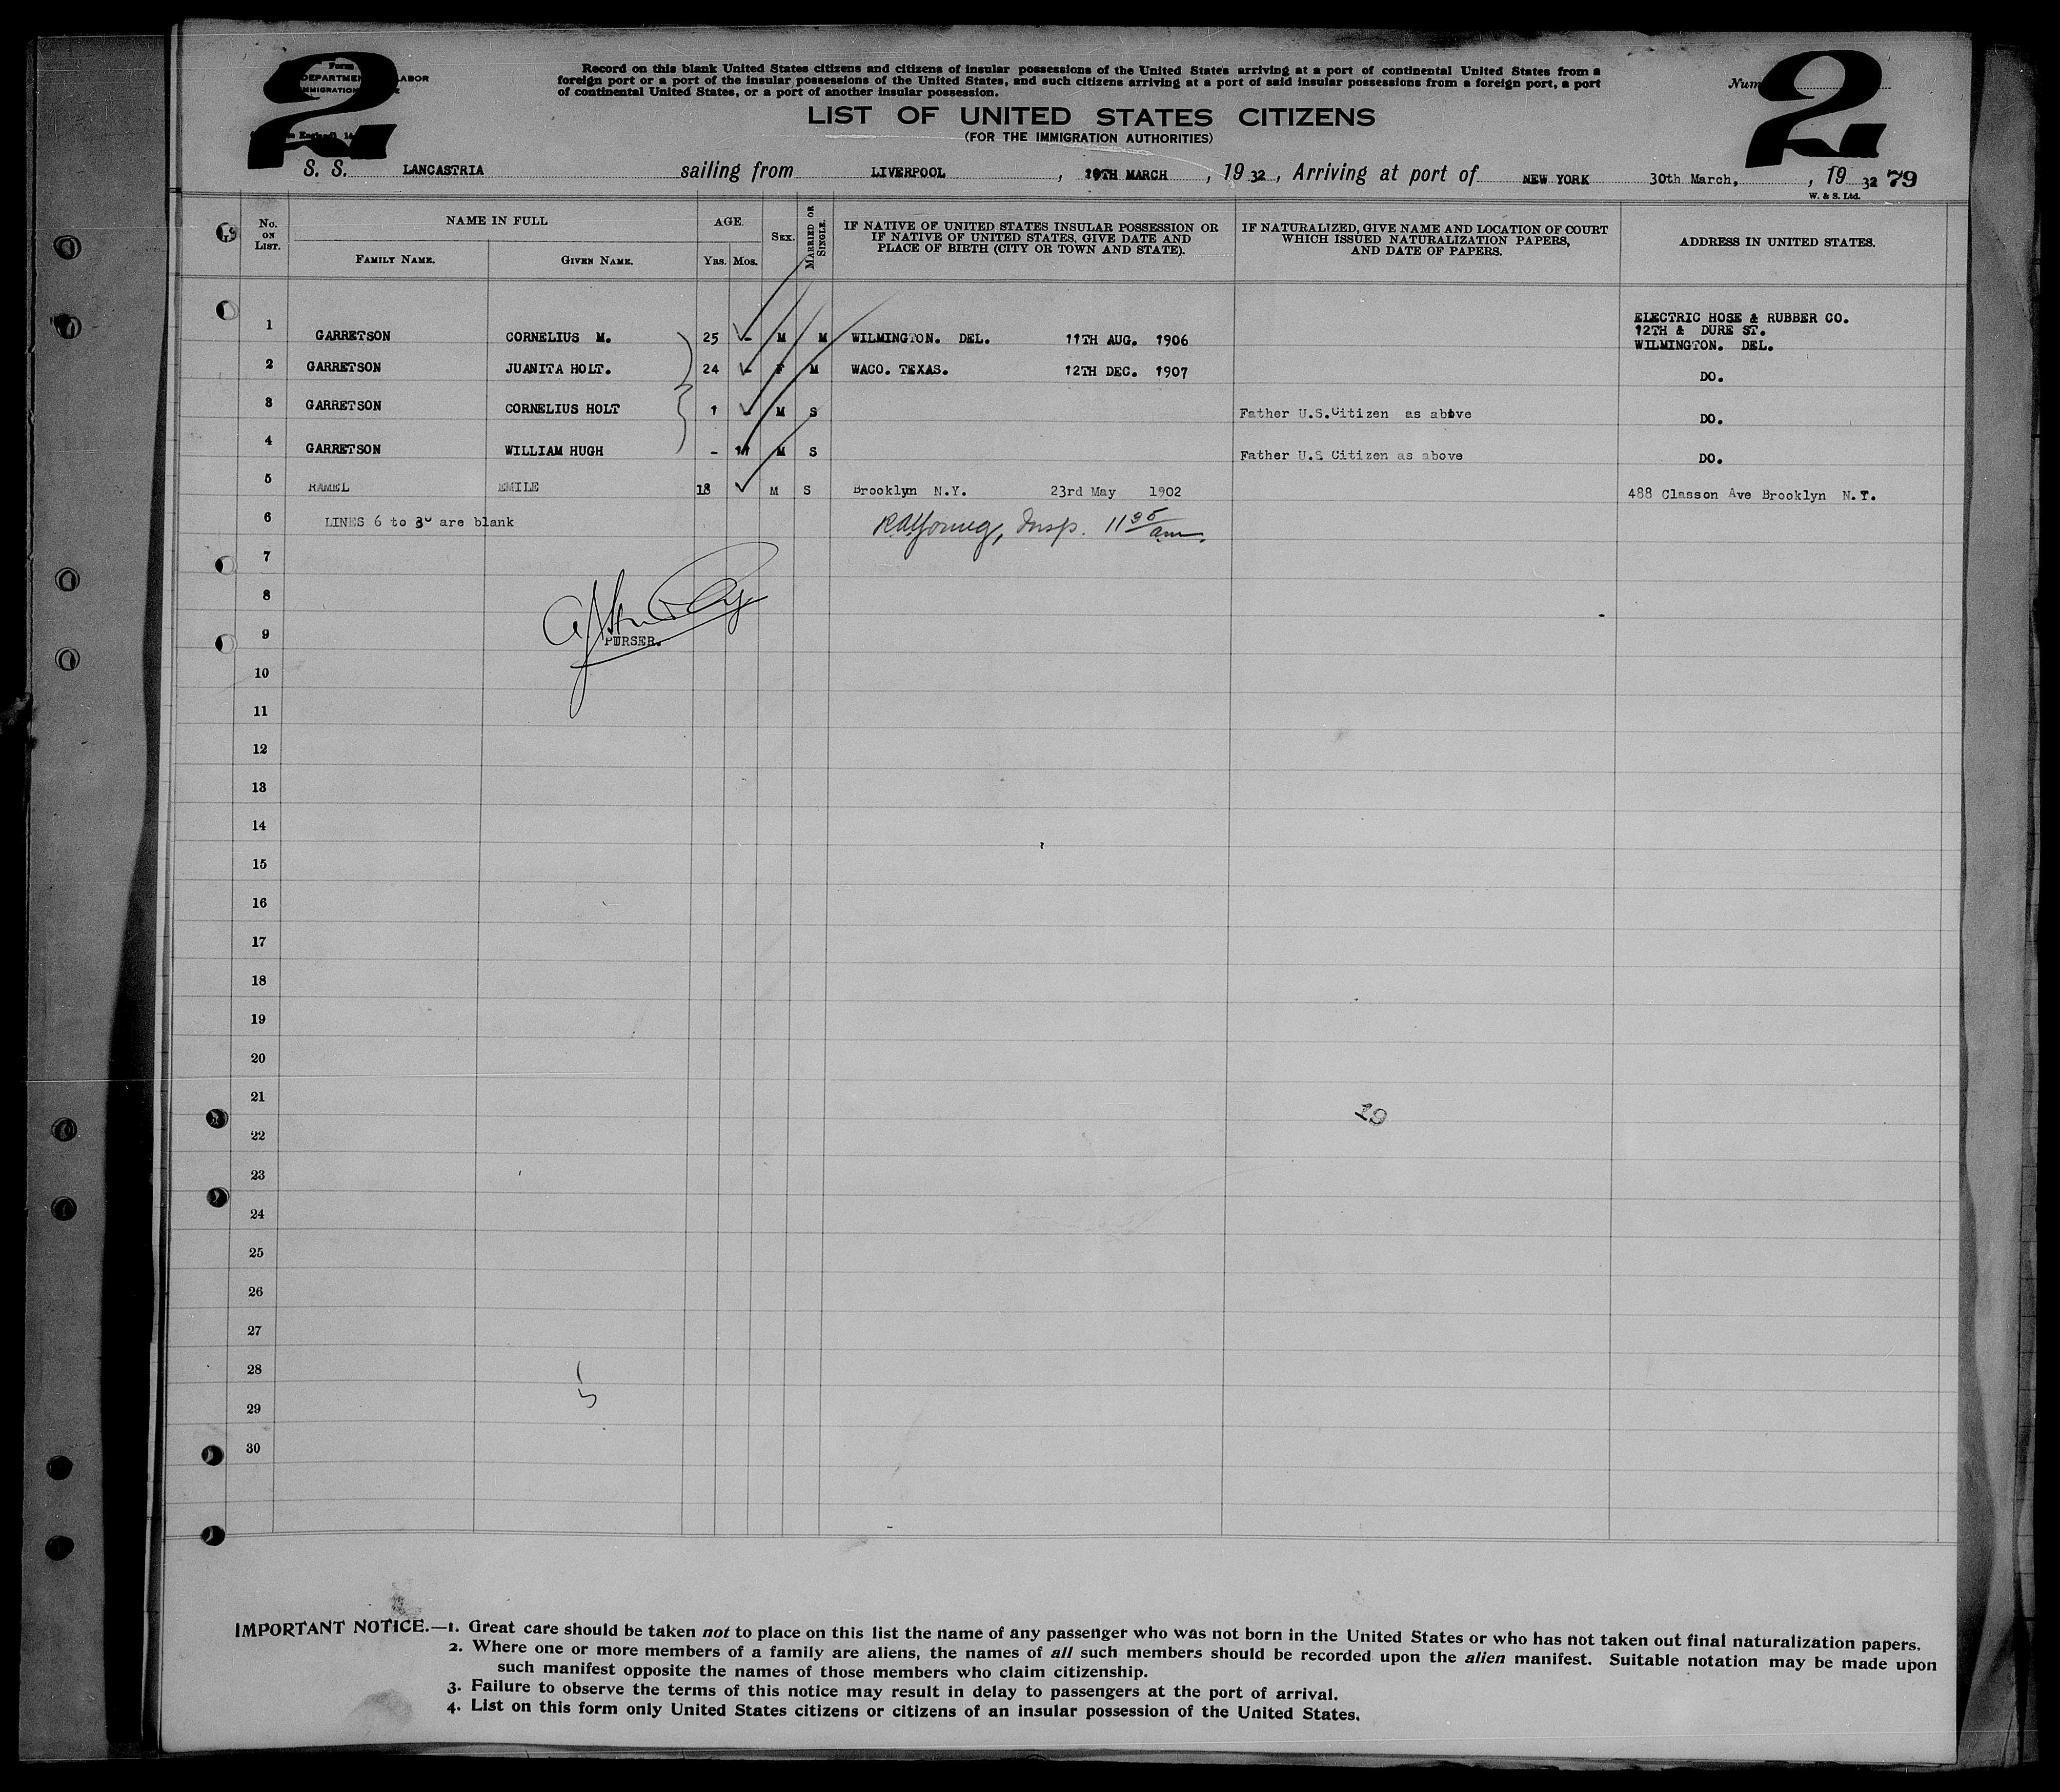 2
2
Form
DEPARTMEN LABOR
IMMIGRATION
Record on this blank United States citizens and citizens of insular possessions of the United States arriving at a port of continental United States from a
foreign port or a port of the insular possessions of the United States, and such citizens arriving at a port of said insular possessions from a foreign port, a port
of continental United States, or a port of another insular possession.
Num
LIST OF UNITED STATES CITIZENS
(FOR THE IMMIGRATION AUTHORITIES)
S. S. LANCASTRIA sailing from LIVERPOOL, 19TH MARCH, 1932, Arriving at port of NEW YORK 30th March, , 1932 79
W. & S. Ltd.
No. ON LIST. NAME IN FULL AGE. SEX. MARRIED OR SINGLE. IF NATIVE OF UNITED STATES INSULAR POSSESSION OR IF NATIVE OF UNITED STATES, GIVE DATE AND PLACE OF BIRTH (CITY OR TOWN AND STATE). IF NATURALIZED, GIVE NAME AND LOCATION OF COURT WHICH ISSUED NATURALIZATION PAPERS, AND DATE OF PAPERS. ADDRESS IN UNITED STATES.
FAMILY NAME. GIVEN NAME. YRS. MOS.
1 GARRETSON CORNELIUS M. 25 - M M WILMINGTON. DEL. 11TH AUG. 1906 ELECTRIC HOSE & RUBBER CO. 12TH & DURE ST. WILMINGTON. DEL.
2 GARRETSON JUANITA HOLT. 24 - F M WACO. TEXAS. 12TH DEC. 1907 DO.
3 GARRETSON CORNELIUS HOLT 1 - M S Father U.S.Citizen as above DO.
4 GARRETSON WILLIAM HUGH - 11 M S Father U.S Citizen as above DO.
5 RAMEL EMILE 18 M S Brooklyn N.Y. 23rd May 1902 488 Classon Ave Brooklyn N.Y.
6 LINES 6 to 30 are blank RAYoung, Insp. 11 35 am.
7
8
9 PURSER.
10
11
12
13
14
15
16
17
18
19
20
21
19
22
23
24
25
26
27
28
29
30
IMPORTANT NOTICE.—1. Great care should be taken not to place on this list the name of any passenger who was not born in the United States or who has not taken out final naturalization papers.
2. Where one or more members of a family are aliens, the names of all such members should be recorded upon the alien manifest. Suitable notation may be made upon
such manifest opposite the names of those members who claim citizenship.
3. Failure to observe the terms of this notice may result in delay to passengers at the port of arrival.
4. List on this form only United States citizens or citizens of an insular possession of the United States.